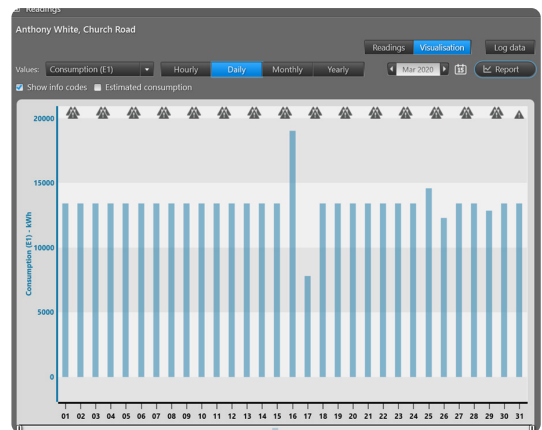 Readings
Anthony White, Church Road
Readings Visualisation Log data
Values: Consumption (E1) Hourly Daily Monthly Yearly Mar 2020 15 Report
Show info codes Estimated consumption
20000
15000
10000
5000
0
Consumption (E1) - kWh
01 02 03 04 05 06 07 08 09 10 11 12 13 14 15 16 17 18 19 20 21 22 23 24 25 26 27 28 29 30 31